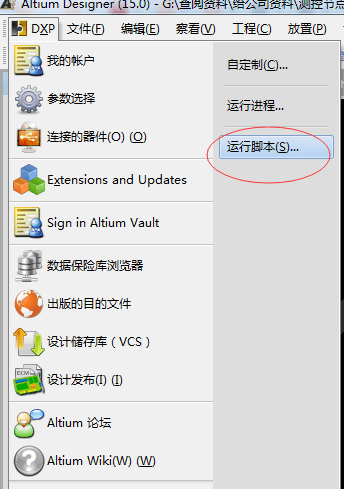 Altium Designer (15.0) - G:\查阅资料\给公司资料\测控节点
DXP 文件(F) 编辑(E) 察看(V) 工程(C) 放置(P)
我的帐户
自定制(C)...
参数选择
运行进程...
连接的器件(O) (O)
运行脚本(S)...
Extensions and Updates
Sign in Altium Vault
数据保险库浏览器
出版的目的文件
设计储存库（VCS）
设计发布(I) (I)
Altium 论坛
Altium Wiki(W) (W)